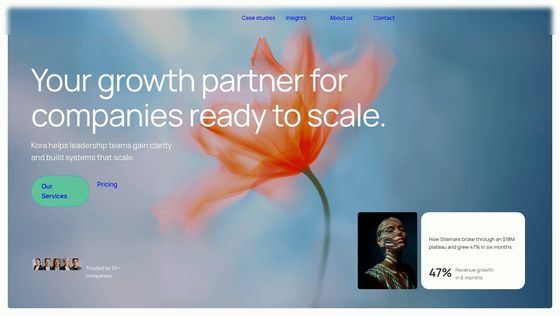 Case studies Insights About us Contact
Your growth partner for
companies ready to scale.
Kora helps leadership teams gain clarity
and build systems that scale.
Our
Services
Pricing
Trusted by 50+
companies
How Sitemark broke through an $18M
plateau and grew 47% in six months.
47% Revenue growth
in 6 months